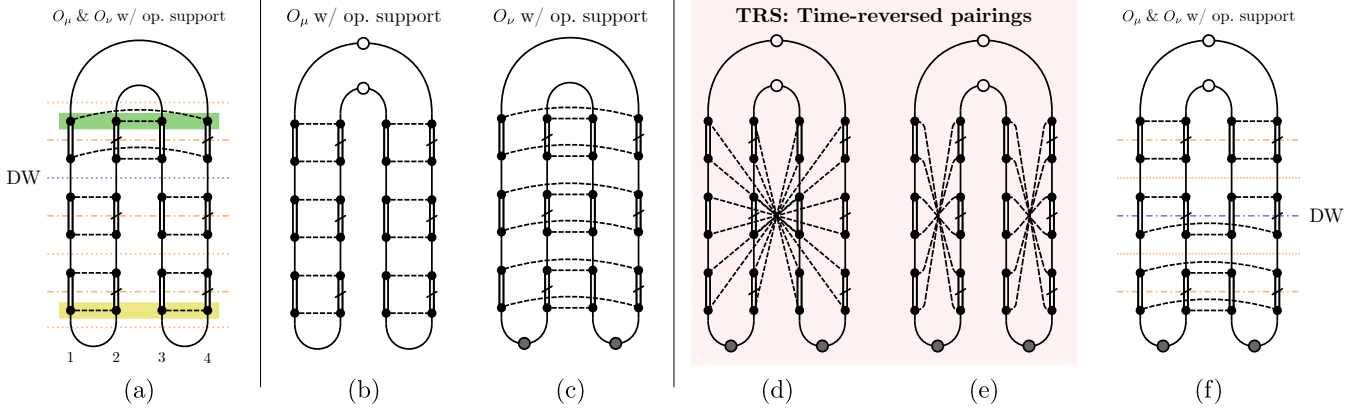 O_μ & O_ν w/ op. support
O_μ w/ op. support
O_ν w/ op. support
TRS: Time-reversed pairings
O_μ & O_ν w/ op. support
DW
DW
1 2 3 4
(a) (b) (c) (d) (e) (f)